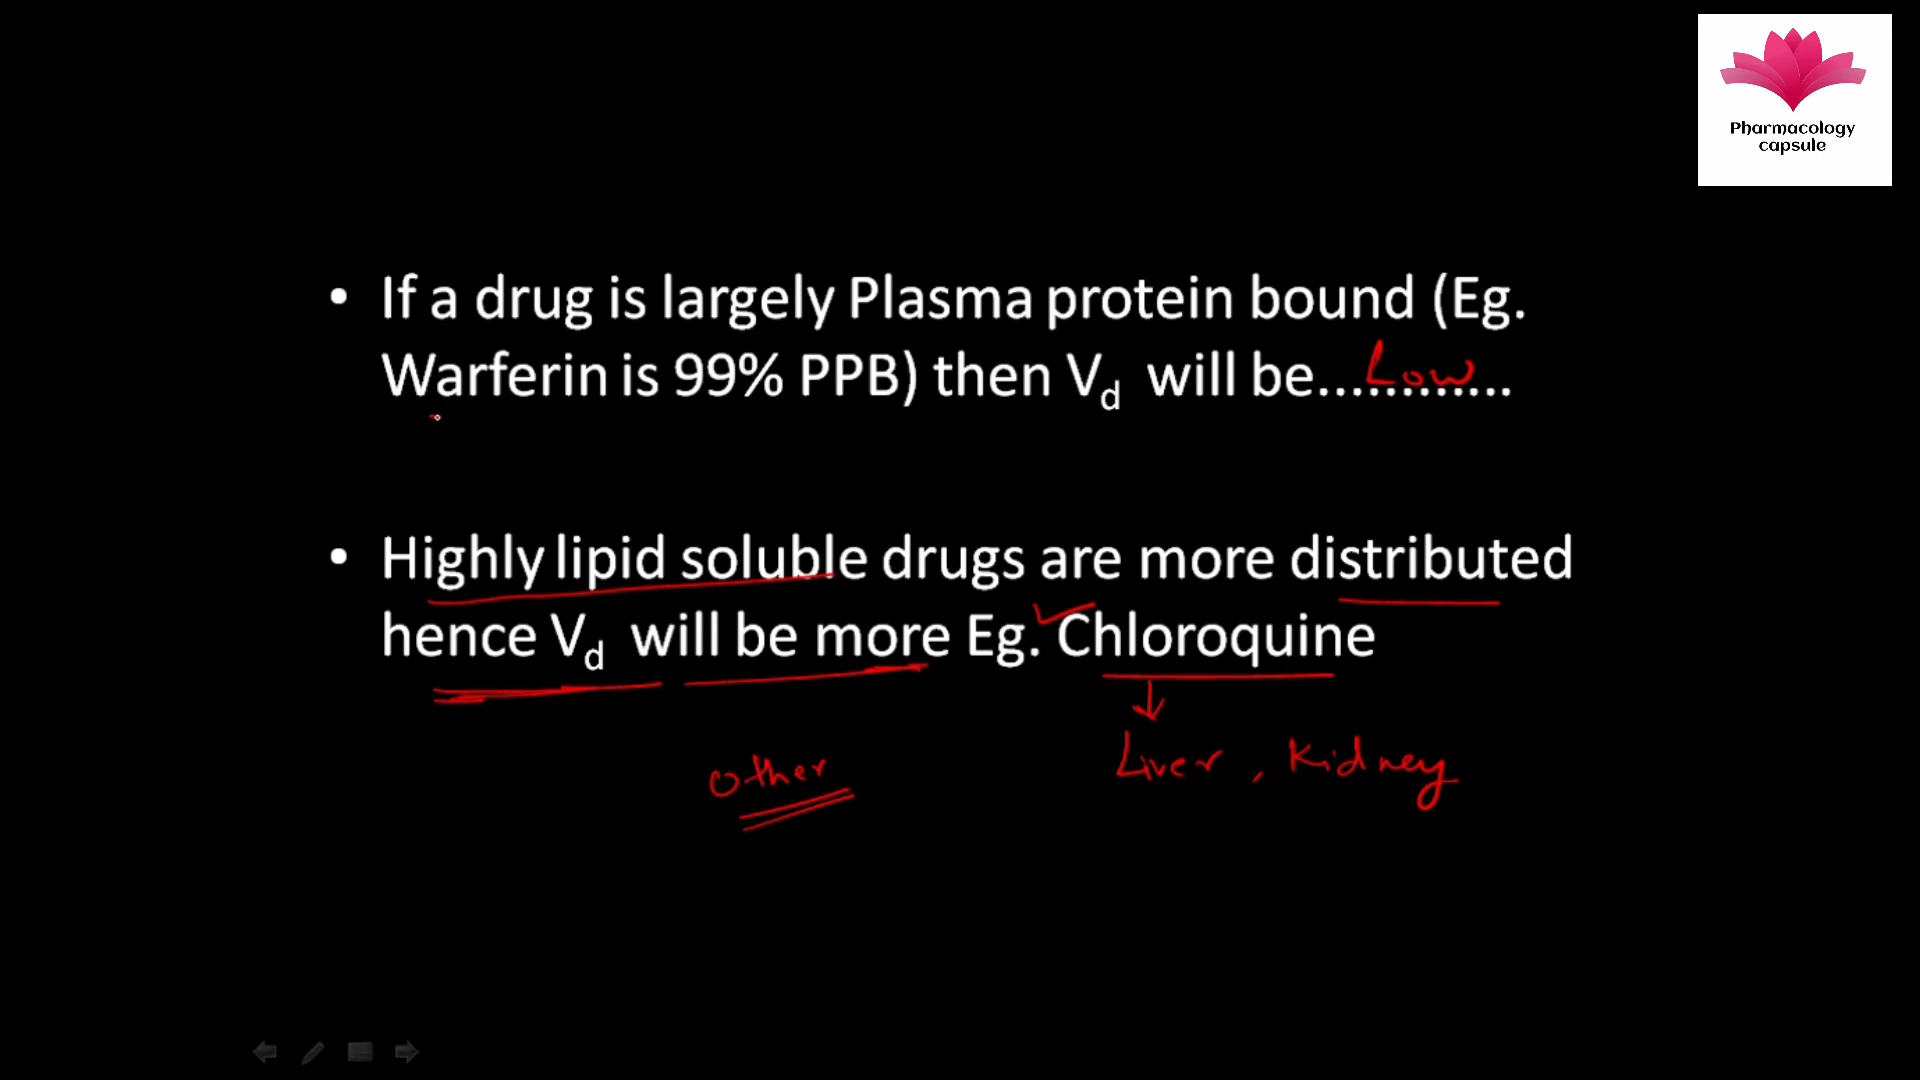 Pharmacology
capsule
• If a drug is largely Plasma protein bound (Eg.
Warferin is 99% PPB) then Vd will be............. Low
• Highly lipid soluble drugs are more distributed
hence Vd will be more Eg. Chloroquine
Liver, Kidney
Other